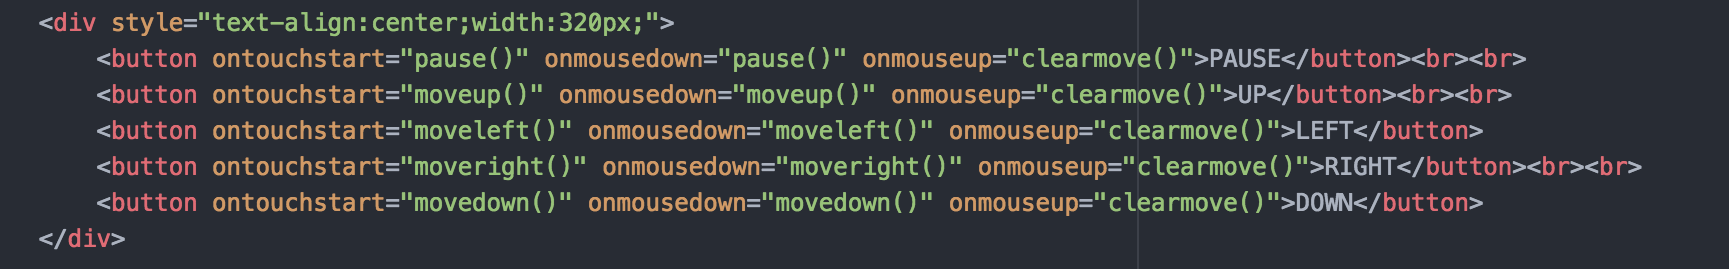 <div style="text-align:center;width:320px;">
    <button ontouchstart="pause()" onmousedown="pause()" onmouseup="clearmove()">PAUSE</button><br><br>
    <button ontouchstart="moveup()" onmousedown="moveup()" onmouseup="clearmove()">UP</button><br><br>
    <button ontouchstart="moveleft()" onmousedown="moveleft()" onmouseup="clearmove()">LEFT</button>
    <button ontouchstart="moveright()" onmousedown="moveright()" onmouseup="clearmove()">RIGHT</button><br><br>
    <button ontouchstart="movedown()" onmousedown="movedown()" onmouseup="clearmove()">DOWN</button>
</div>